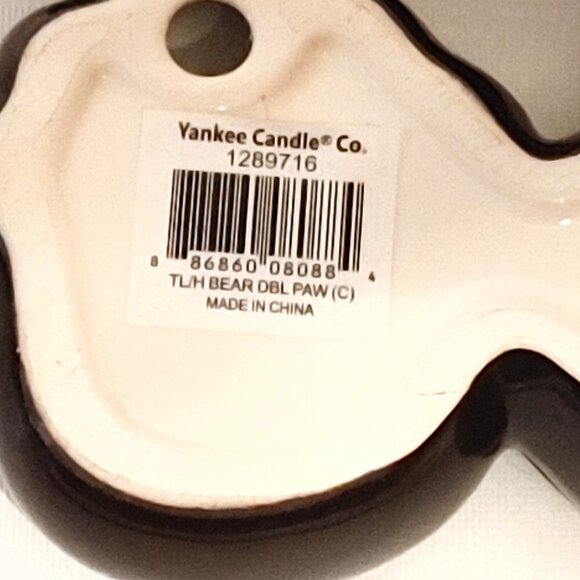 Yankee Candle® Co.
1289716
8 86860 08088 4
TL/H BEAR DBL PAW (C)
MADE IN CHINA